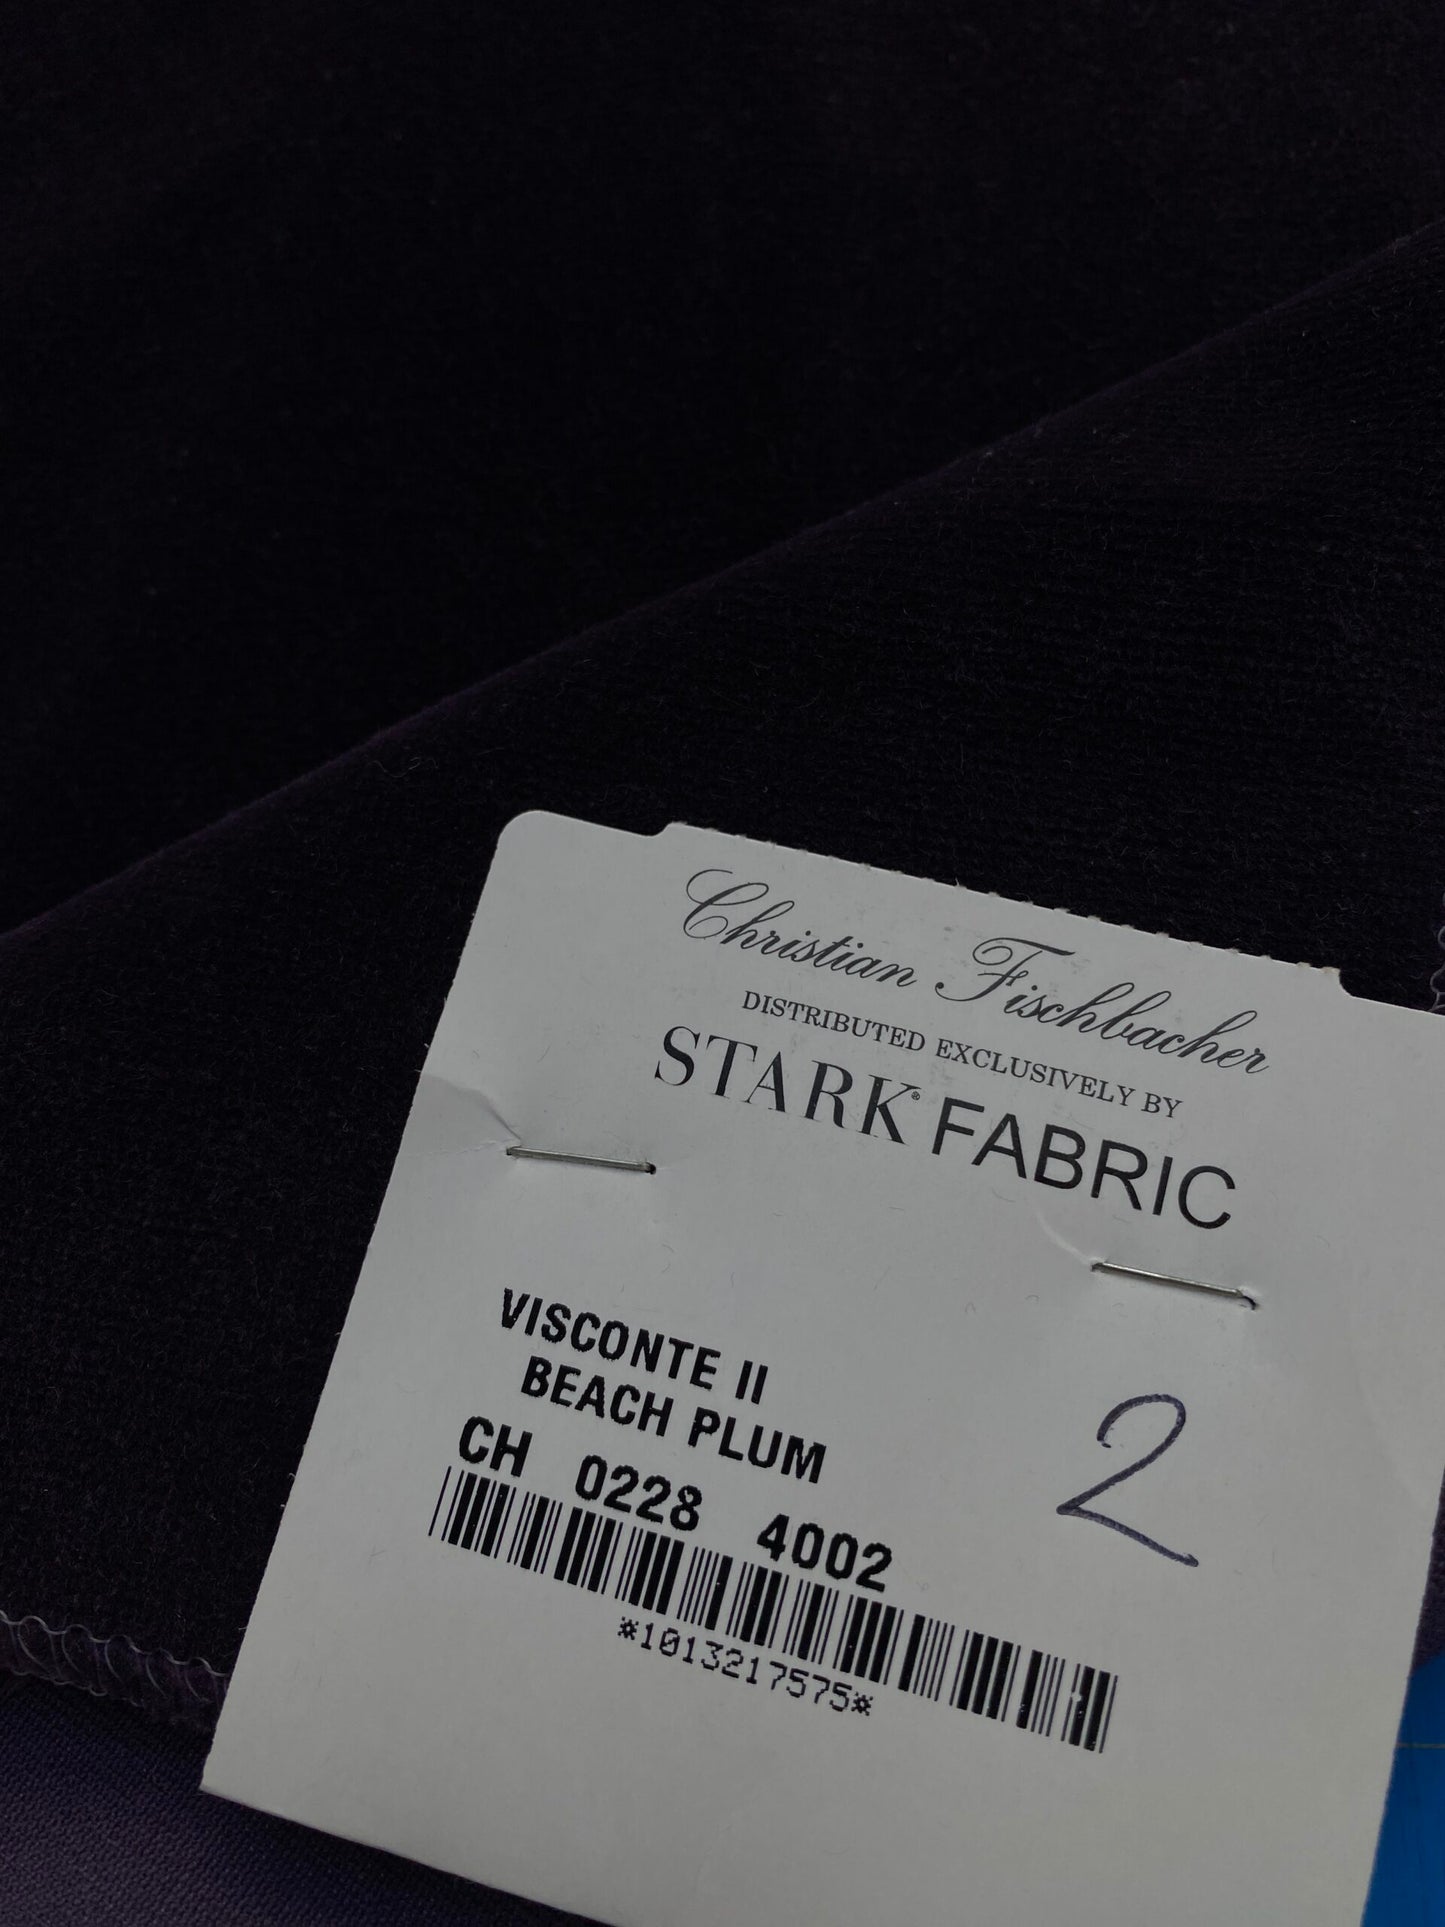 Christian Fischbacher
DISTRIBUTED EXCLUSIVELY BY
STARK® FABRIC
VISCONTE II
BEACH PLUM
CH 0228 4002
2
*1013217575*